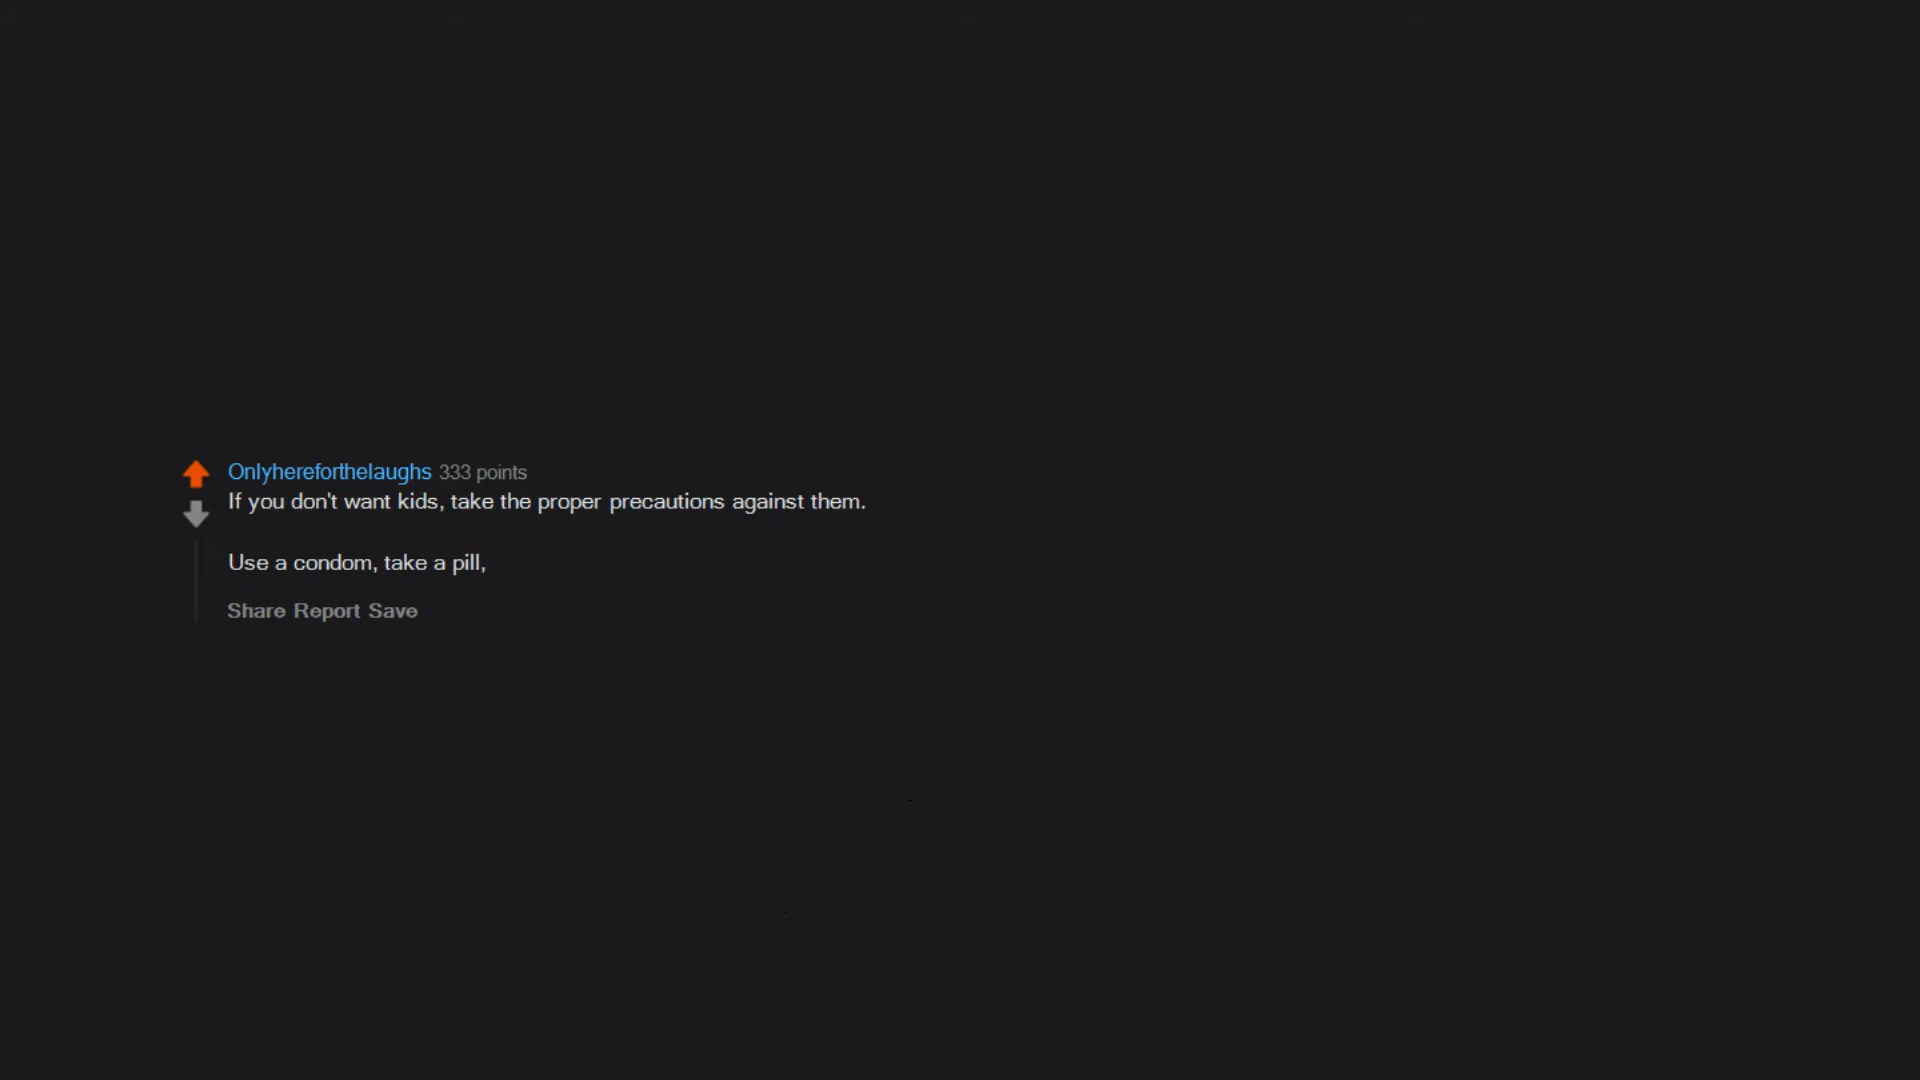 Onlyhereforthelaughs 333 points
If you don't want kids, take the proper precautions against them.
Use a condom, take a pill,
Share Report Save